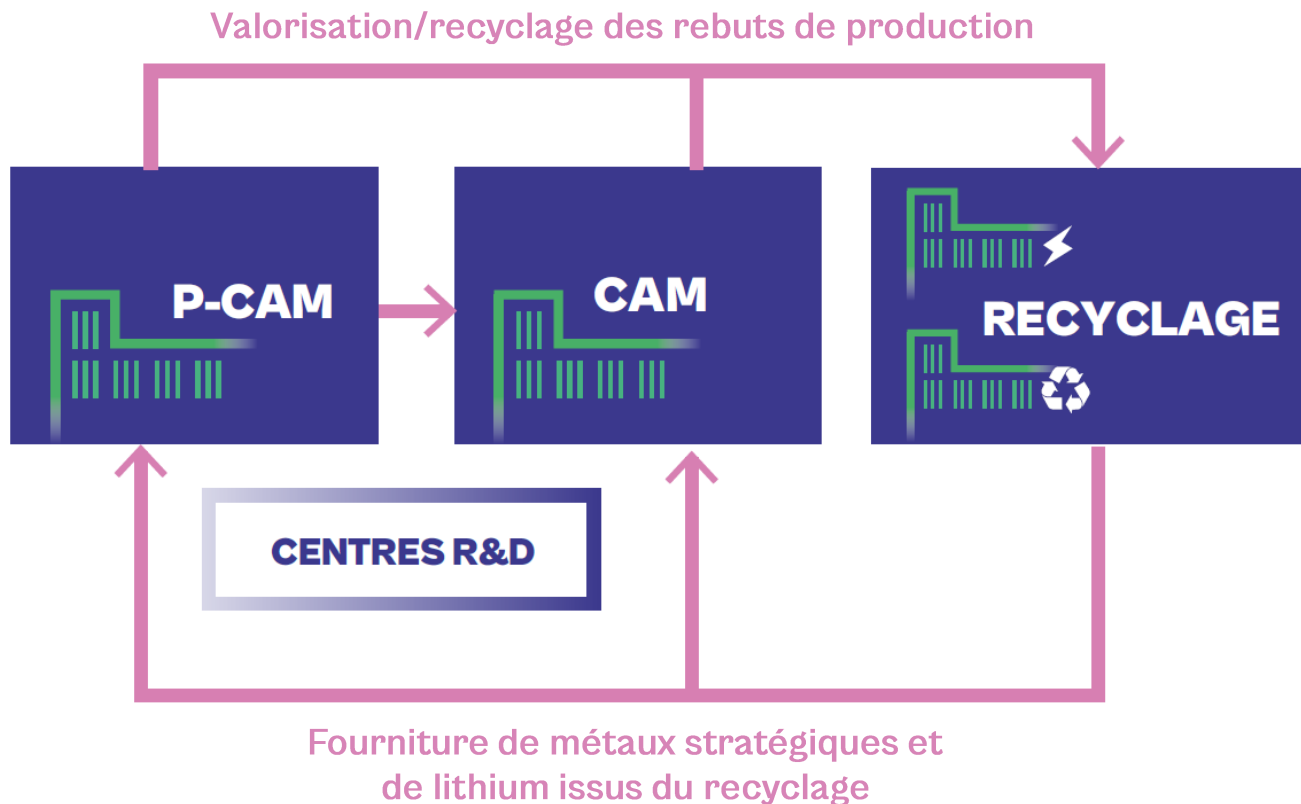 Valorisation/recyclage des rebuts de production
P-CAM
CAM
RECYCLAGE
CENTRES R&D
Fourniture de métaux stratégiques et
de lithium issus du recyclage